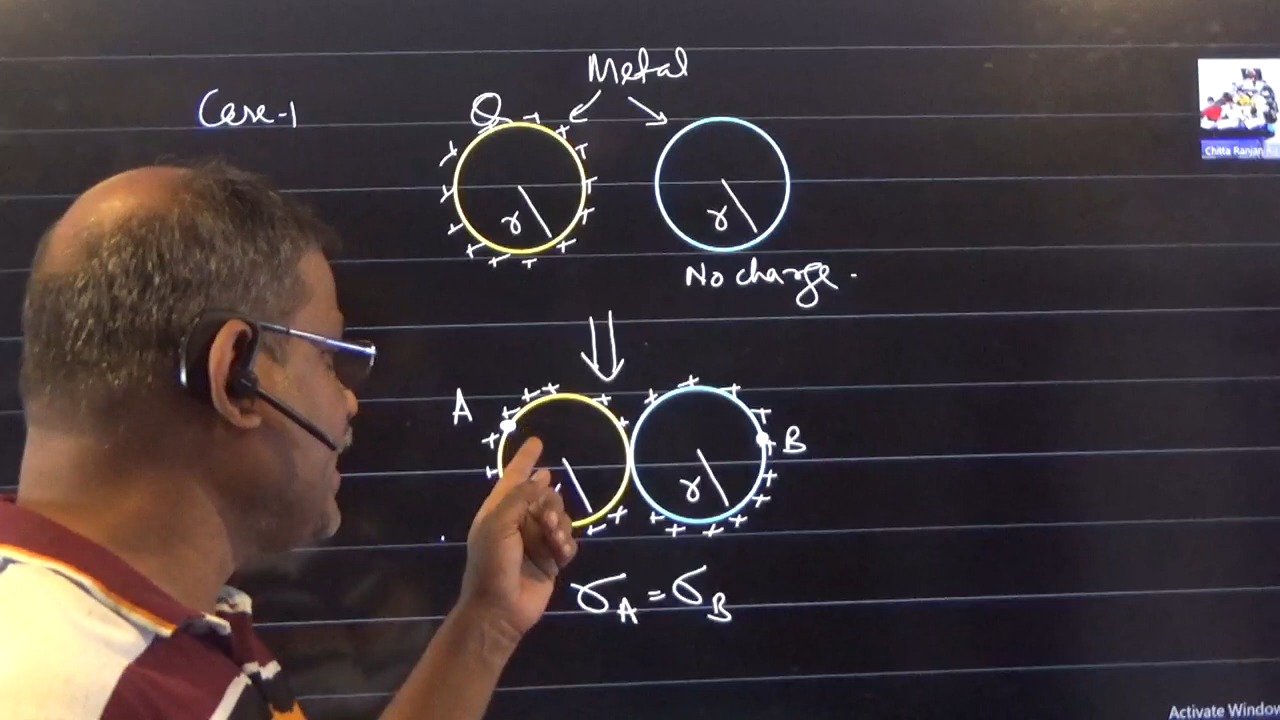 Metal
Case-1
Q
r
r
No charge.
A
B
r
σA = σB
Chitta Ranjan
Activate Window